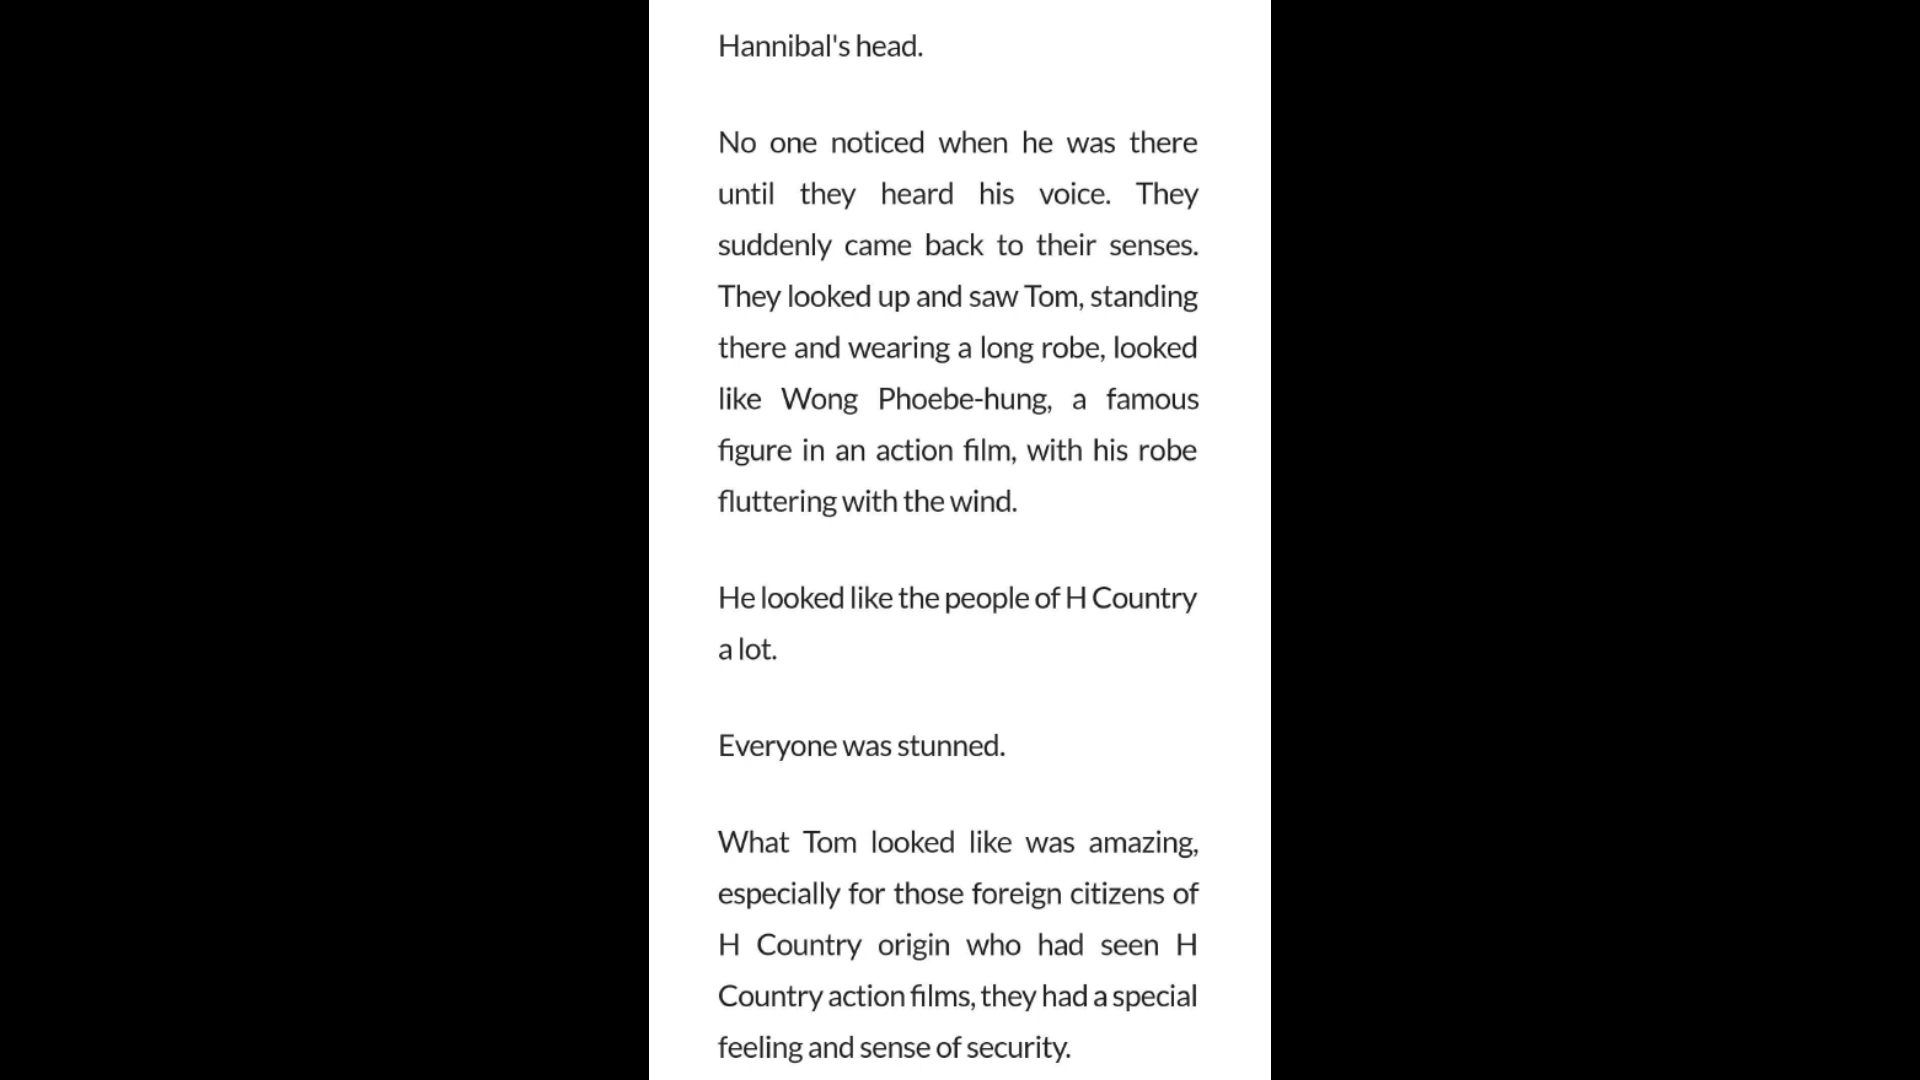 Hannibal's head.
No one noticed when he was there
until they heard his voice. They
suddenly came back to their senses.
They looked up and saw Tom, standing
there and wearing a long robe, looked
like Wong Phoebe-hung, a famous
figure in an action film, with his robe
fluttering with the wind.
He looked like the people of H Country
a lot.
Everyone was stunned.
What Tom looked like was amazing,
especially for those foreign citizens of
H Country origin who had seen H
Country action films, they had a special
feeling and sense of security.